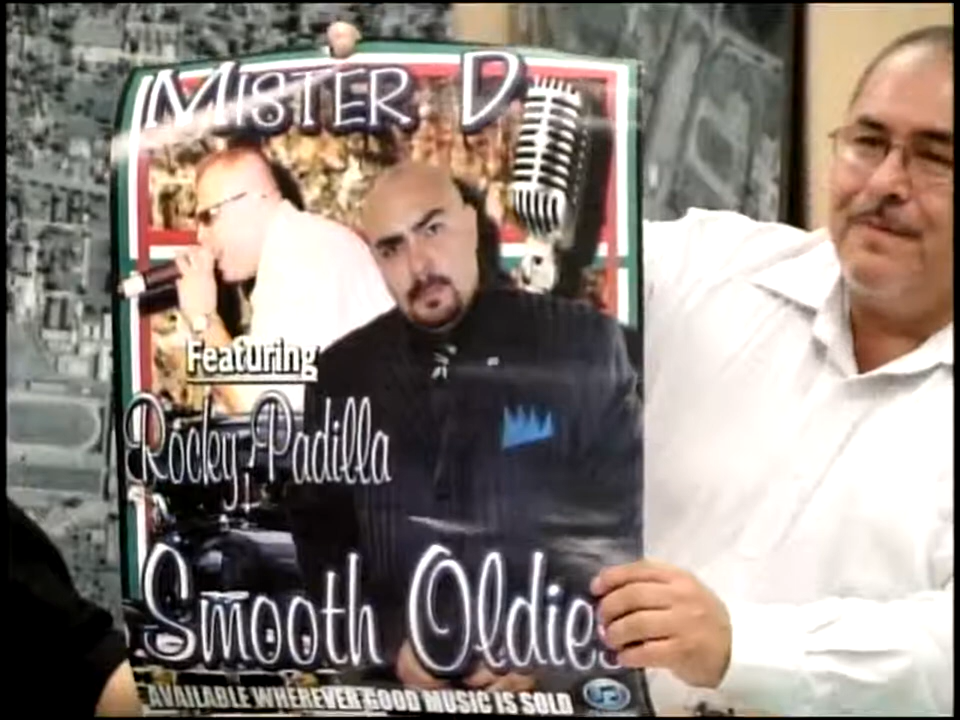 MISTER D
Featuring
Rocky Padilla
Smooth Oldies
AVAILABLE WHEREVER GOOD MUSIC IS SOLD